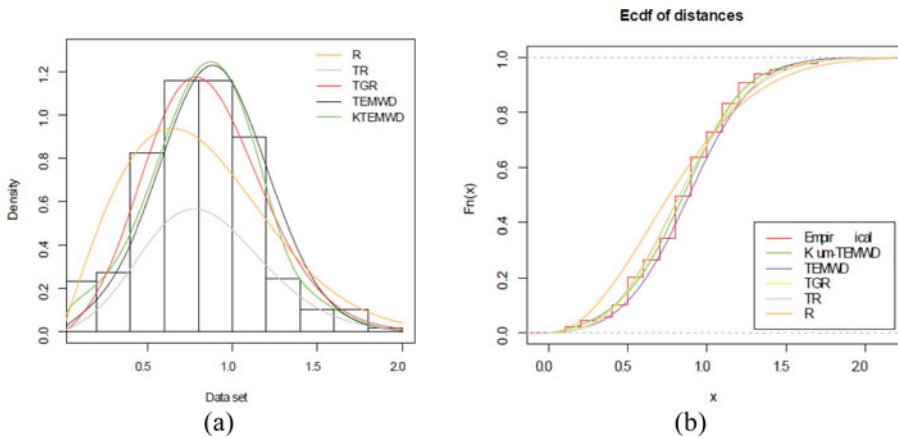 Density
0.0
0.2
0.4
0.6
0.8
1.0
1.2
R
TR
TGR
TEMWD
KTEMWD
0.5
1.0
1.5
2.0
Data set
(a)
Ecdf of distances
Fn(x)
0.0
0.2
0.4
0.6
0.8
1.0
Empir ical
K um-TEMWD
TEMWD
TGR
TR
R
0.0
0.5
1.0
1.5
2.0
x
(b)